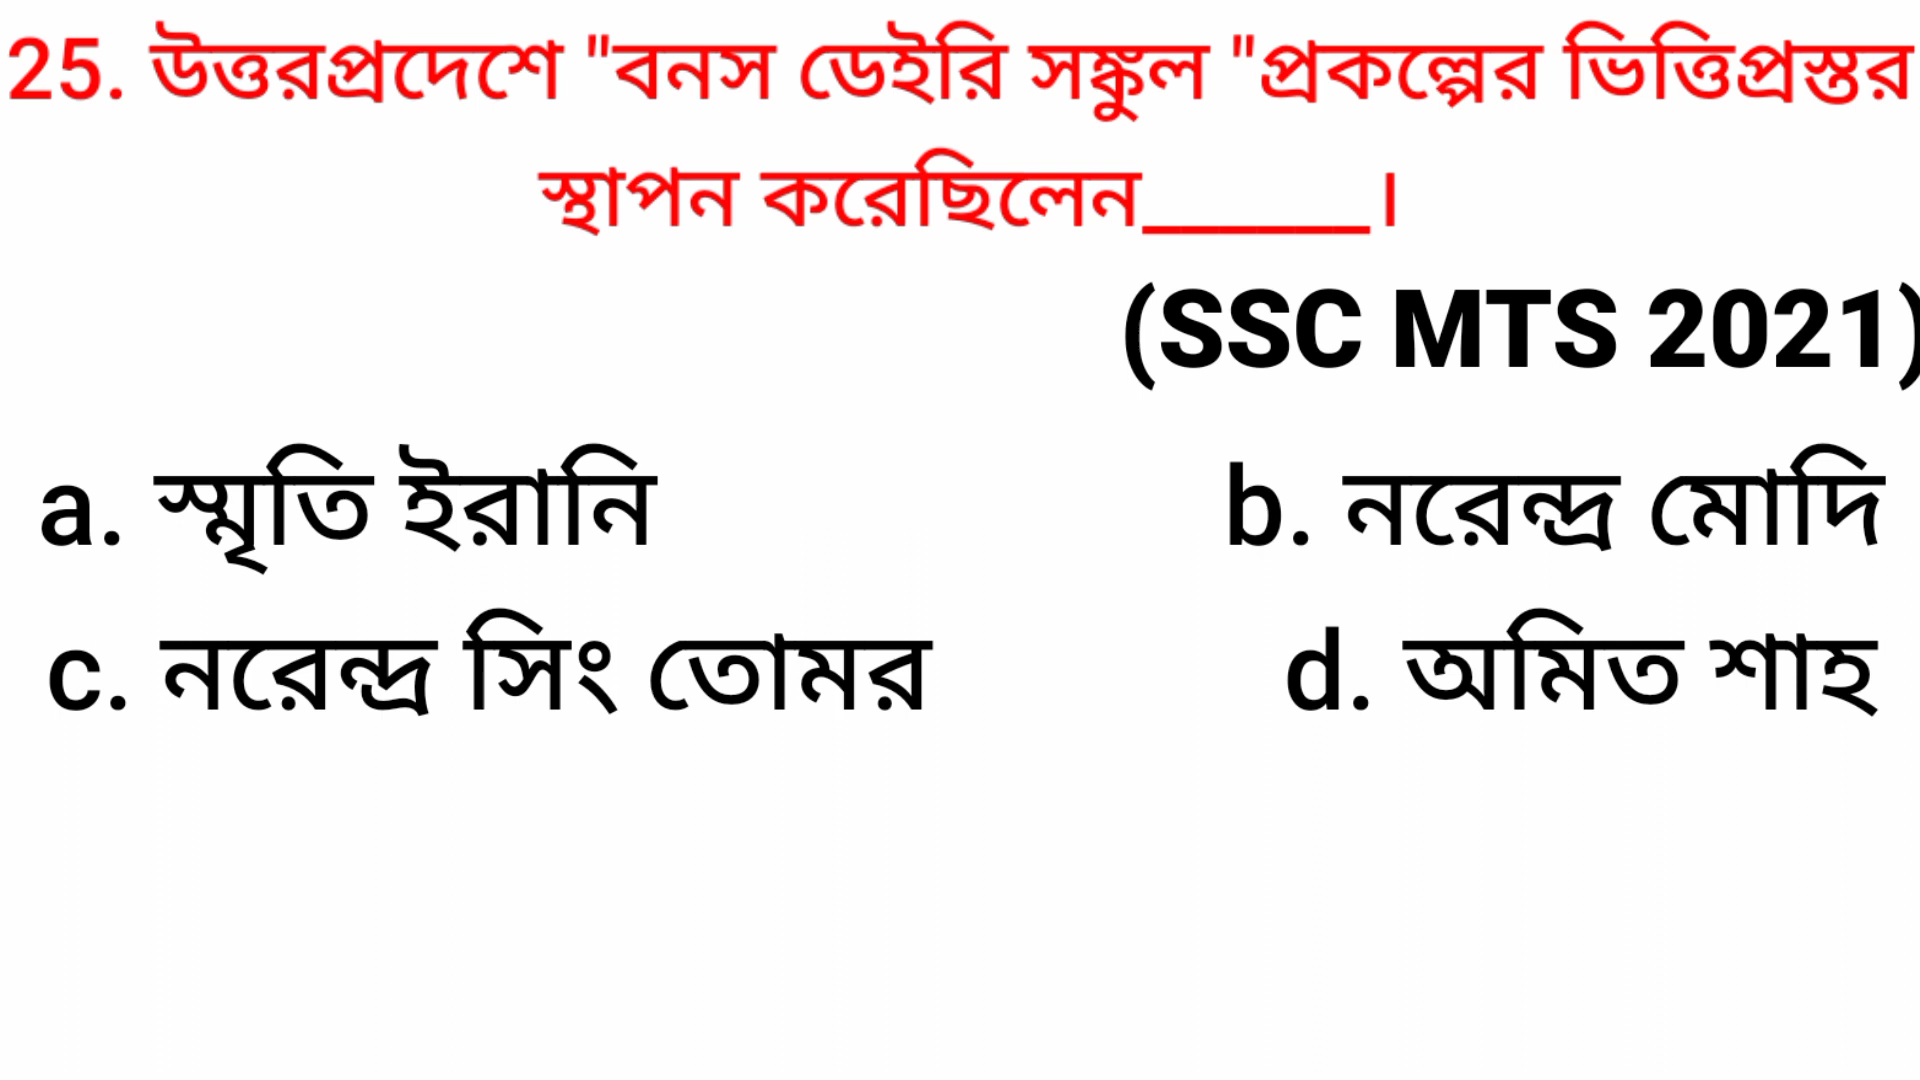 25. উত্তরপ্রদেশে "বনস ডেইরি সঙ্কুল "প্রকল্পের ভিত্তিপ্রস্তর
স্থাপন করেছিলেন______।
(SSC MTS 2021)
a. স্মৃতি ইরানি b. নরেন্দ্র মোদি
c. নরেন্দ্র সিং তোমর d. অমিত শাহ